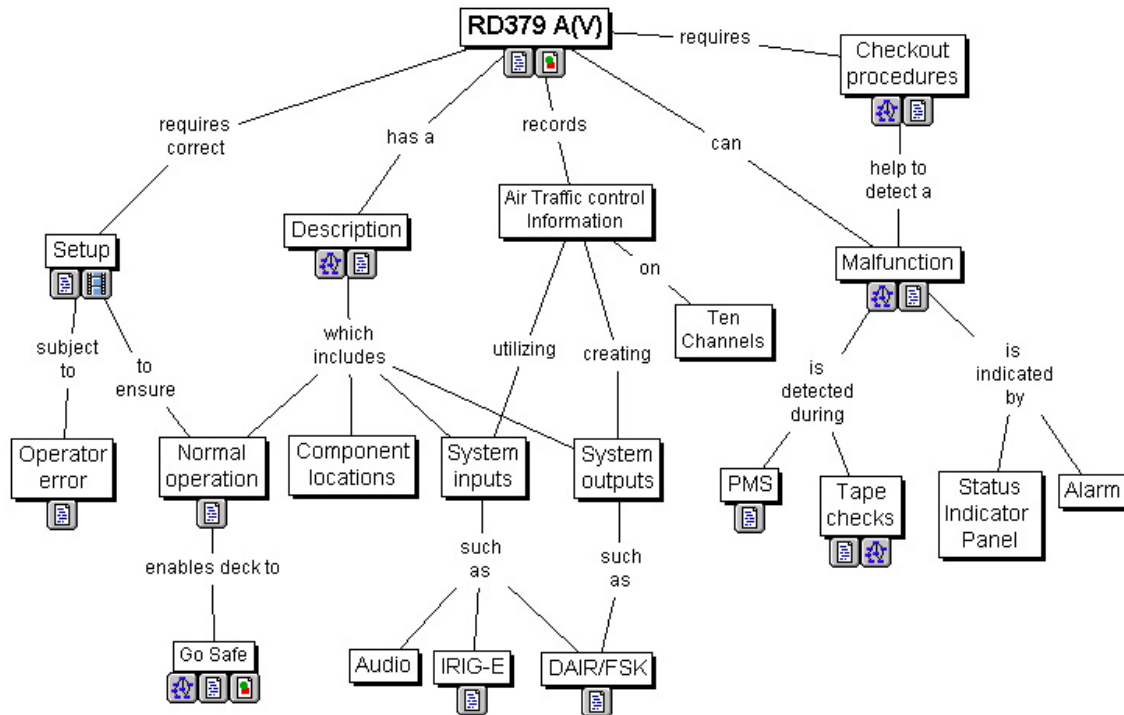 RD379 A(V)
requires
Checkout
procedures
requires
correct
has a
records
can
help to
detect a
Air Traffic control
Information
Setup
Description
Malfunction
on
Ten
Channels
subject
to
to
ensure
which
includes
utilizing
creating
is
detected
during
is
indicated
by
Operator
error
Normal
operation
Component
locations
System
inputs
System
outputs
PMS
Tape
checks
Status
Indicator
Panel
Alarm
enables deck to
such
as
such
as
Go Safe
Audio
IRIG-E
DAIR/FSK